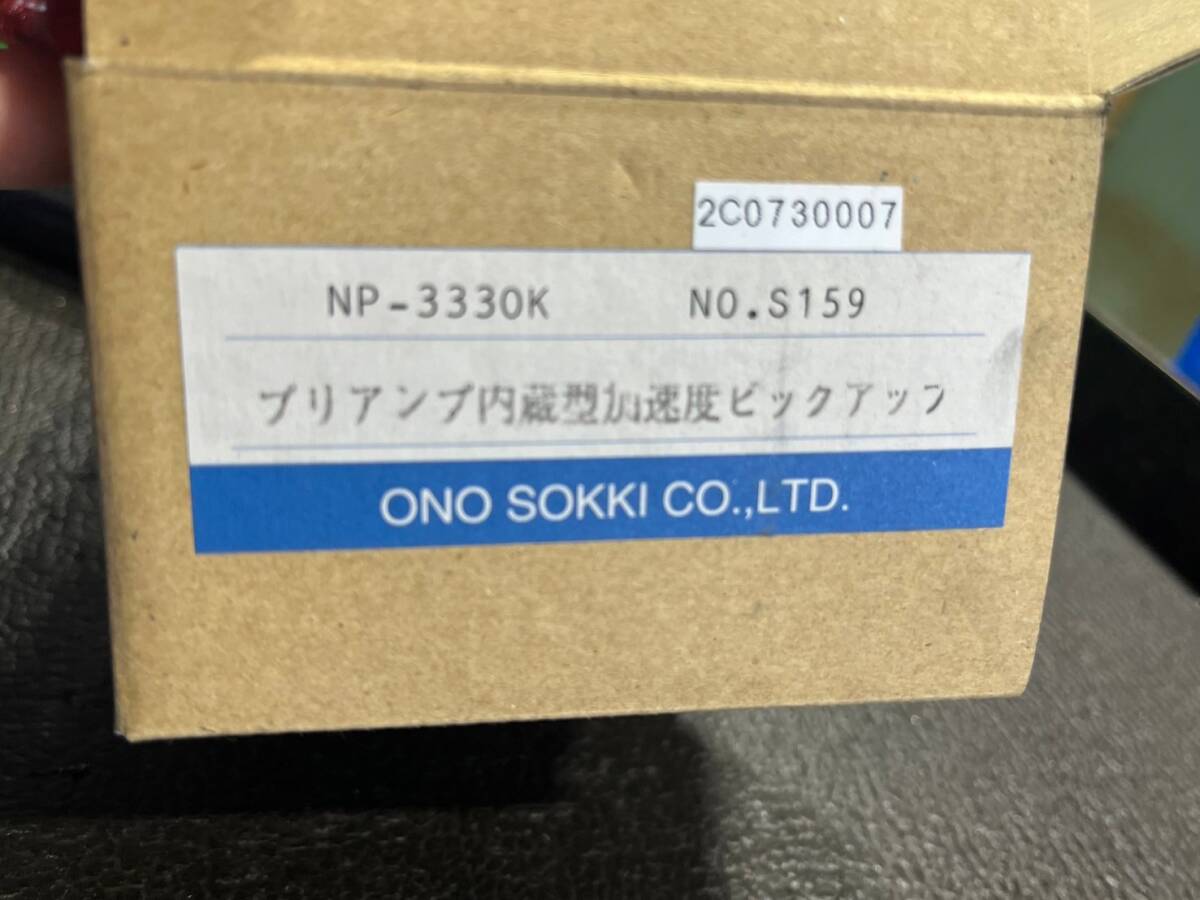 2C0730007
NP-3330K NO.S159
プリアンプ内蔵型加速度ピックアップ
ONO SOKKI CO.,LTD.